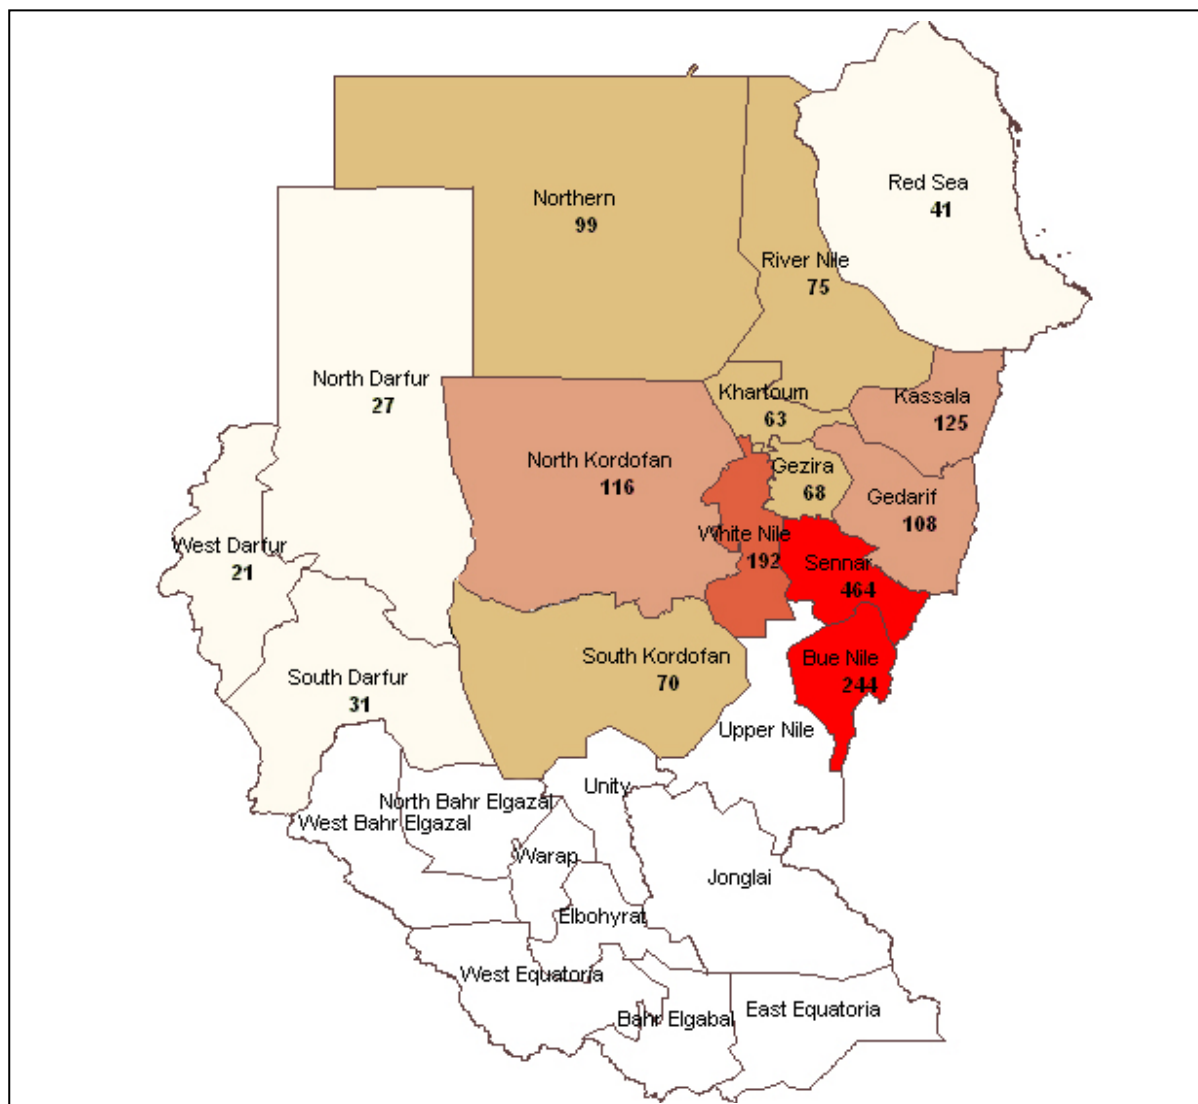 Red Sea
41
Northern
99
River Nile
75
North Darfur
27
Khartoum
63
Kassala
125
North Kordofan
116
Gezira
68
Gedarif
108
White Nile
192
West Darfur
21
Sennar
464
South Kordofan
70
Bue Nile
244
South Darfur
31
Upper Nile
Unity
North Bahr Elgazal
West Bahr Elgazal
Warap
Jonglai
Elbohyrat
West Equatoria
East Equatoria
Bahr Elgabal